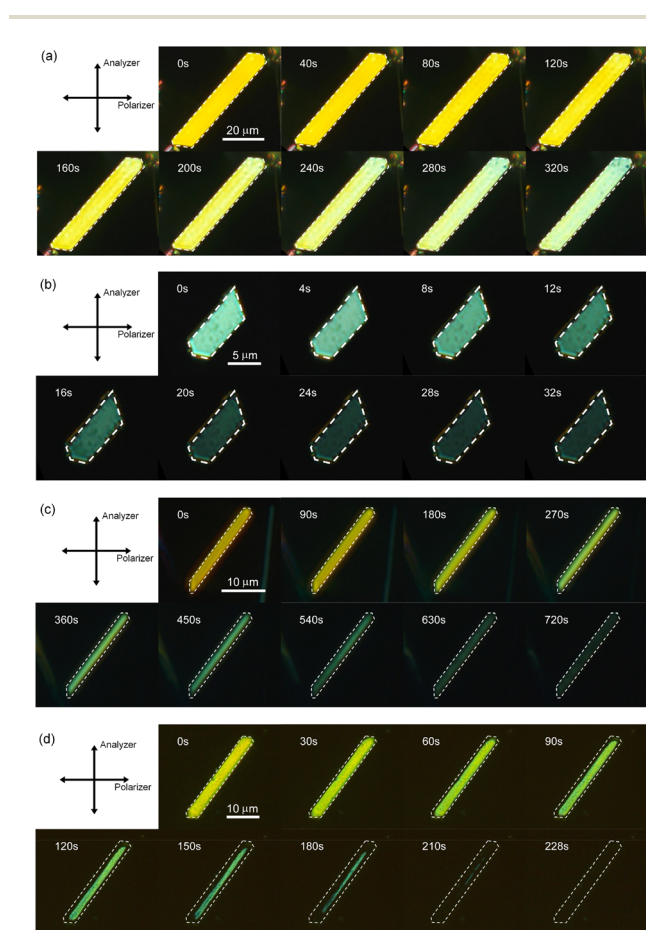 (a)
Analyzer
Polarizer
0s
40s
80s
120s
20 μm
160s
200s
240s
280s
320s
(b)
Analyzer
Polarizer
0s
4s
8s
12s
5 μm
16s
20s
24s
28s
32s
(c)
Analyzer
Polarizer
0s
90s
180s
270s
10 μm
360s
450s
540s
630s
720s
(d)
Analyzer
Polarizer
0s
30s
60s
90s
10 μm
120s
150s
180s
210s
228s